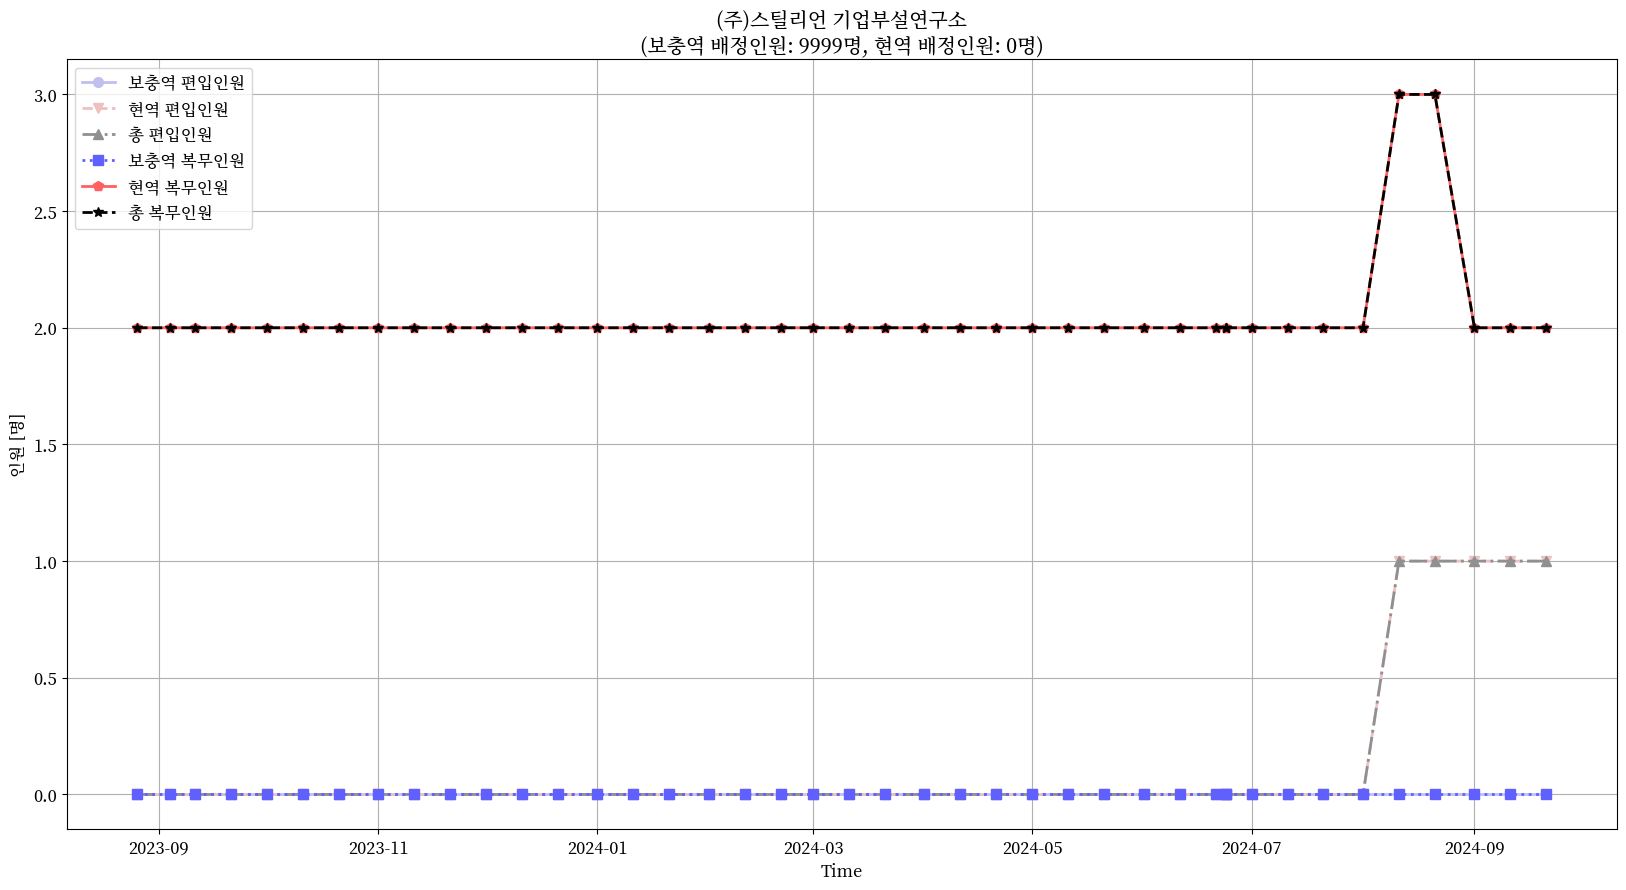 (주)스틸리언 기업부설연구소
(보충역 배정인원: 9999명, 현역 배정인원: 0명)
보충역 편입인원
현역 편입인원
총 편입인원
보충역 복무인원
현역 복무인원
총 복무인원
3.0
2.5
2.0
1.5
1.0
0.5
0.0
인원 [명]
2023-09
2023-11
2024-01
2024-03
2024-05
2024-07
2024-09
Time